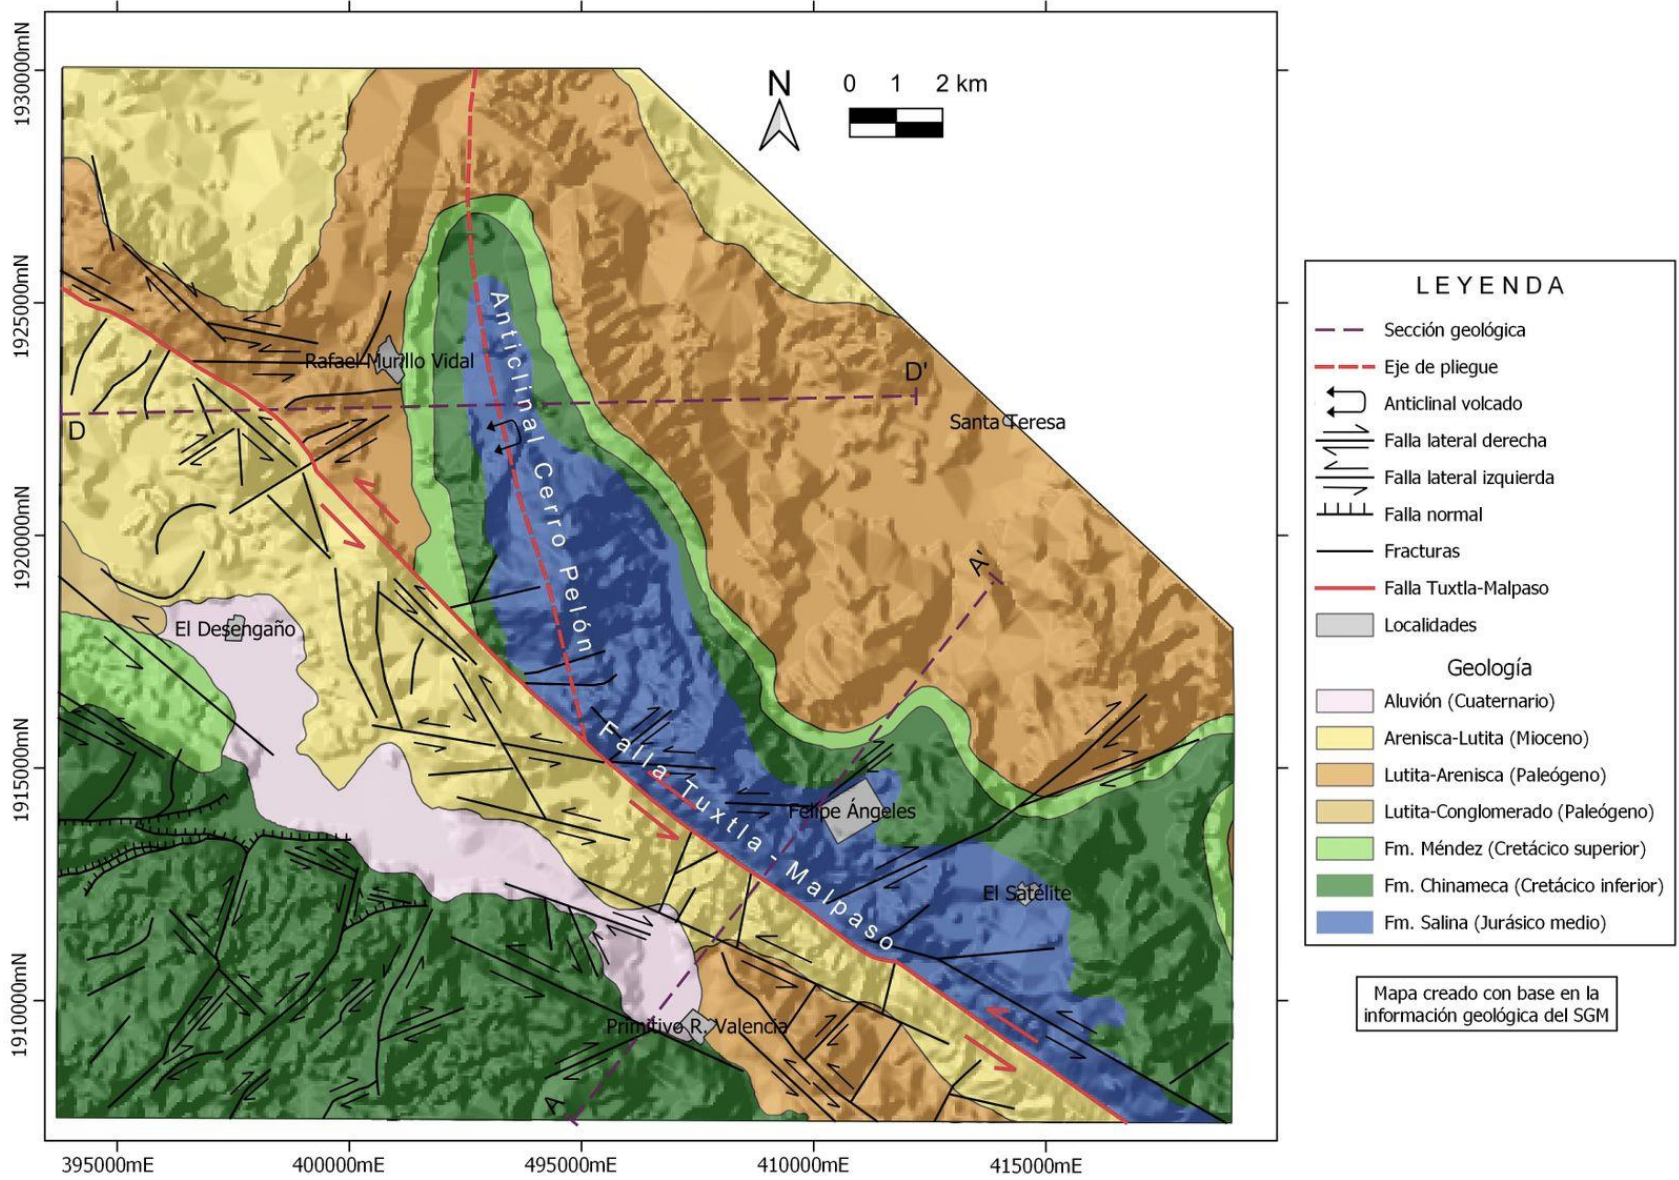 N
0 1 2 km
1930000mN
1925000mN
1920000mN
1915000mN
1910000mN
Anticlinal Cerro Pelón
Rafael Murillo Vidal
D'
Santa Teresa
D
A'
El Desengaño
Falla Tuxtla - Malpaso
Felipe Ángeles
El Satélite
Primitivo R. Valencia
A
395000mE
400000mE
495000mE
410000mE
415000mE
LEYENDA
Sección geológica
Eje de pliegue
Anticlinal volcado
Falla lateral derecha
Falla lateral izquierda
Falla normal
Fracturas
Falla Tuxtla-Malpaso
Localidades
Geología
Aluvión (Cuaternario)
Arenisca-Lutita (Mioceno)
Lutita-Arenisca (Paleógeno)
Lutita-Conglomerado (Paleógeno)
Fm. Méndez (Cretácico superior)
Fm. Chinameca (Cretácico inferior)
Fm. Salina (Jurásico medio)
Mapa creado con base en la
información geológica del SGM